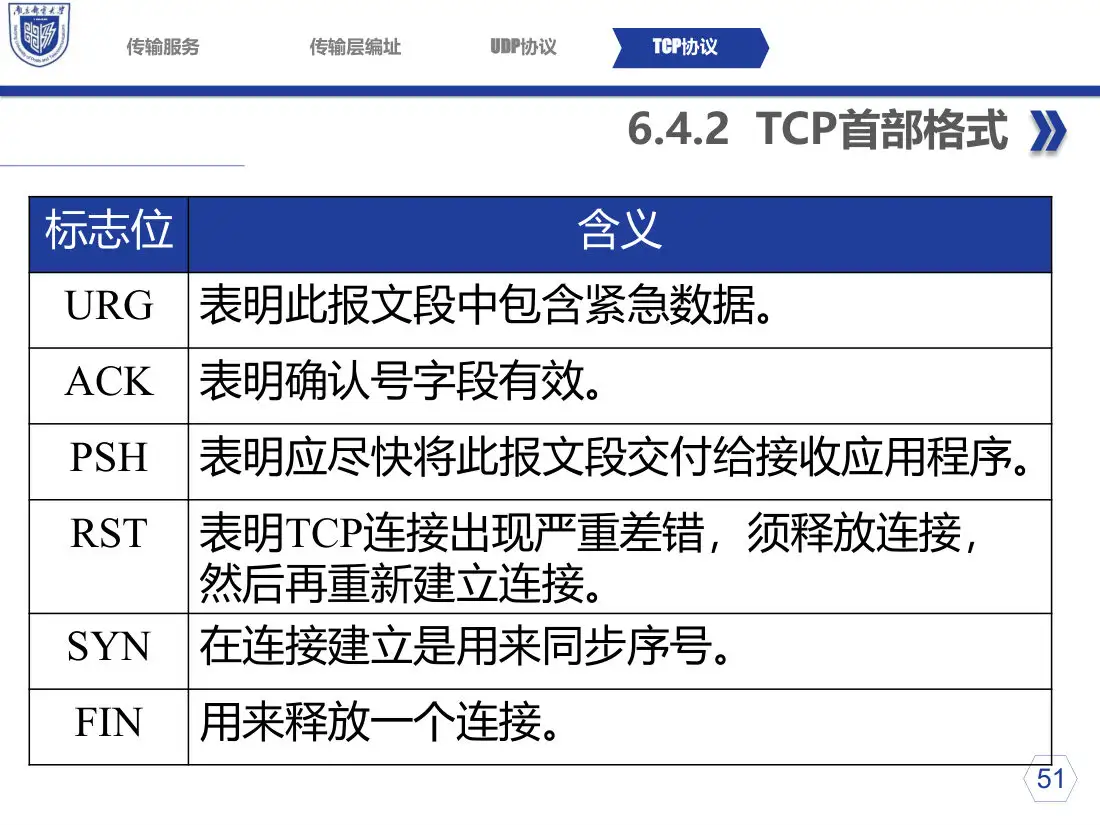 南京邮电大学
传输服务 传输层编址 UDP协议 TCP协议
6.4.2 TCP首部格式
标志位 含义
URG 表明此报文段中包含紧急数据。
ACK 表明确认号字段有效。
PSH 表明应尽快将此报文段交付给接收应用程序。
RST 表明TCP连接出现严重差错，须释放连接，
然后再重新建立连接。
SYN 在连接建立是用来同步序号。
FIN 用来释放一个连接。
51